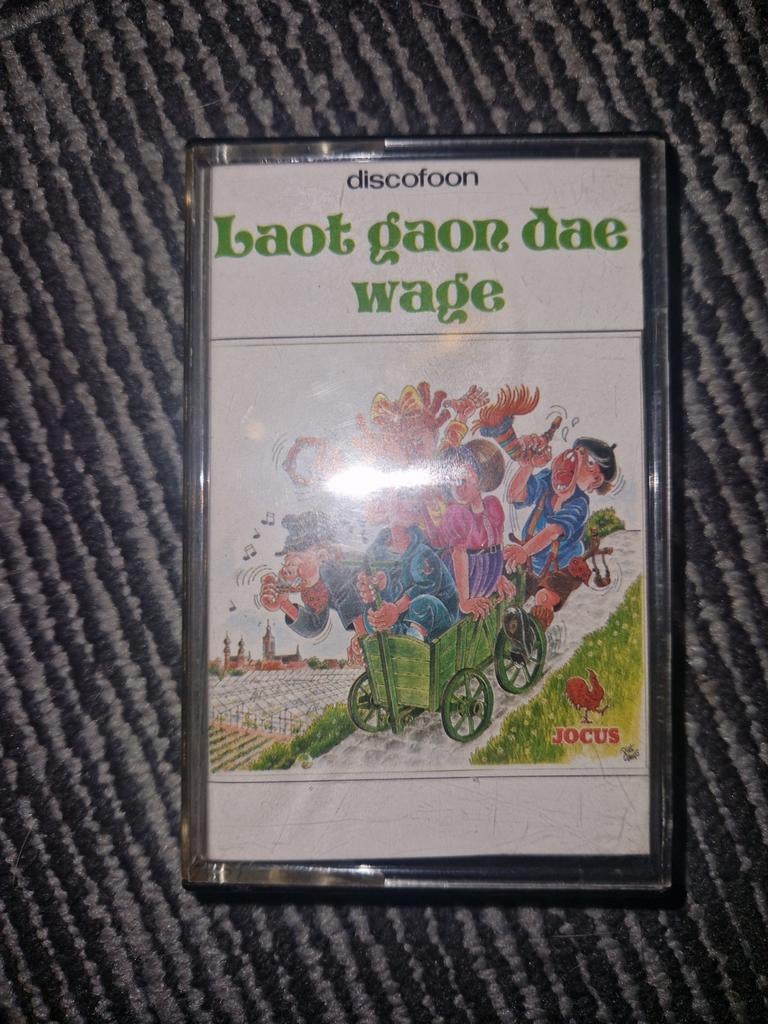 discofoon
Laot gaon dae
wage
JOCUS